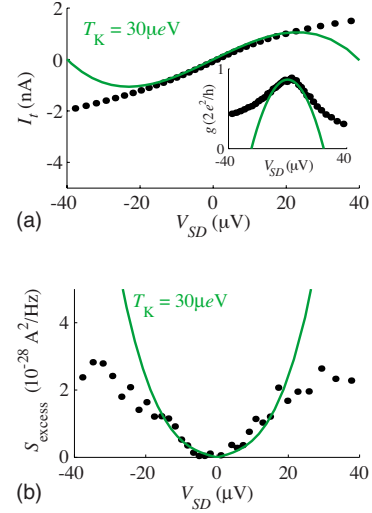 (a)
T_K = 30μeV
I_t (nA)
2
0
-2
-4
-40
-20
0
20
40
V_SD (μV)
g (2 e²/h)
1
0
-40
0
40
V_SD (μV)
(b)
T_K = 30μeV
S_excess (10⁻²⁸ A²/Hz)
4
2
0
-40
-20
0
20
40
V_SD (μV)